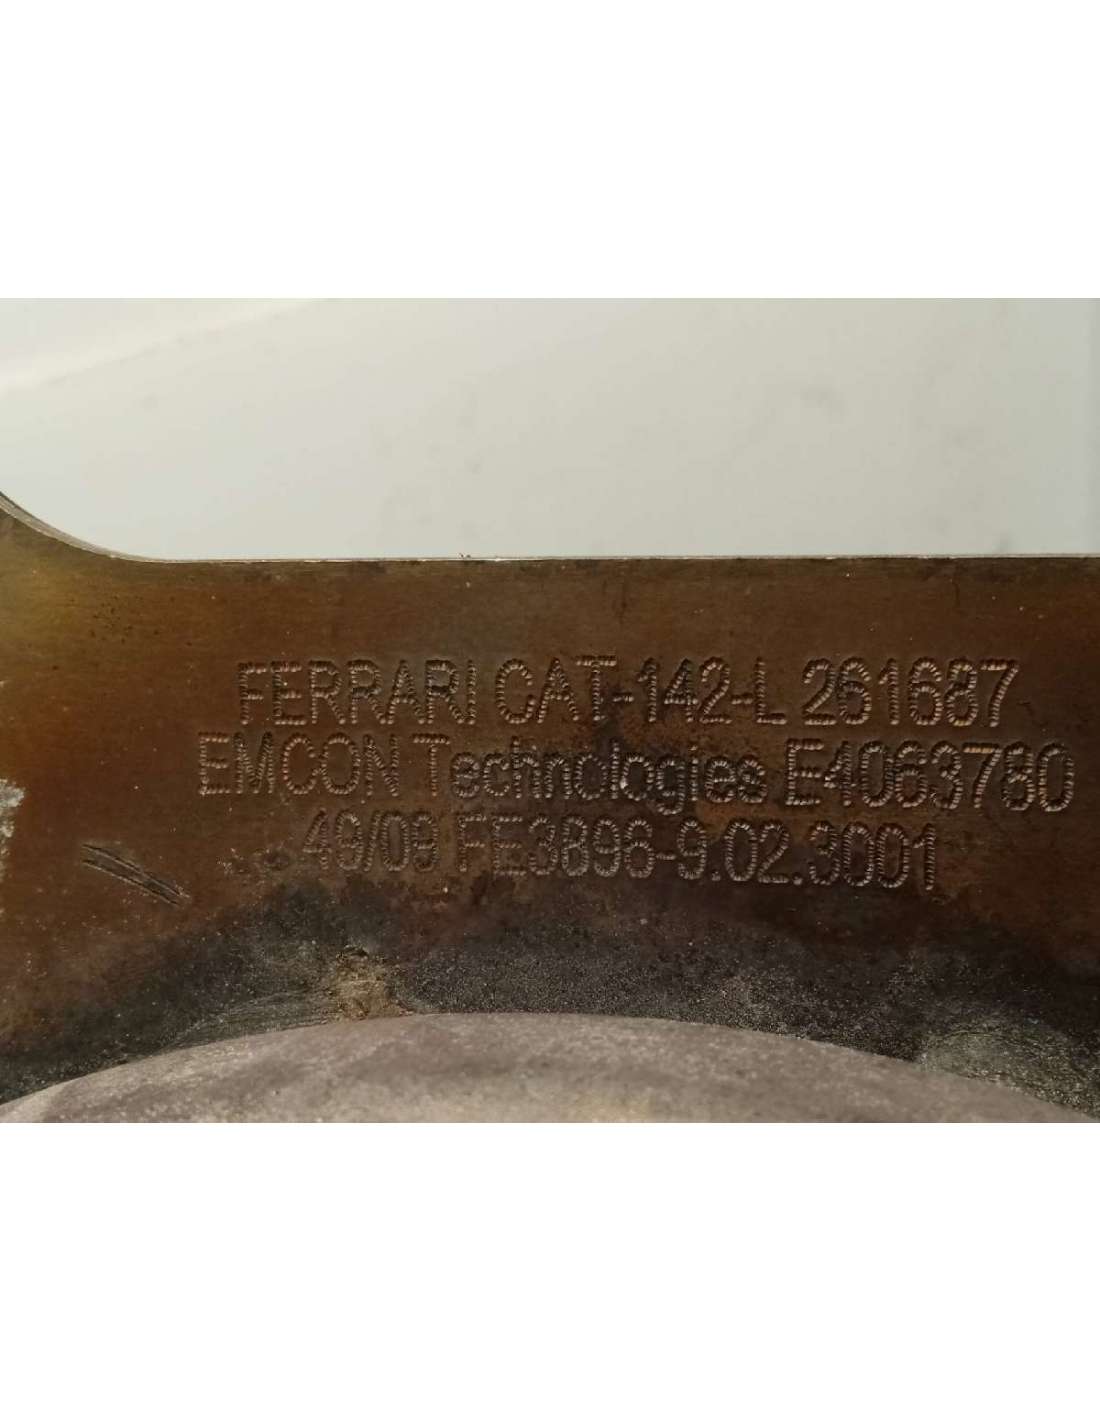 FERRARI CAT-142-L 261687
EMCON Technologies E4063780
49/09 FE3896-9.02.3001